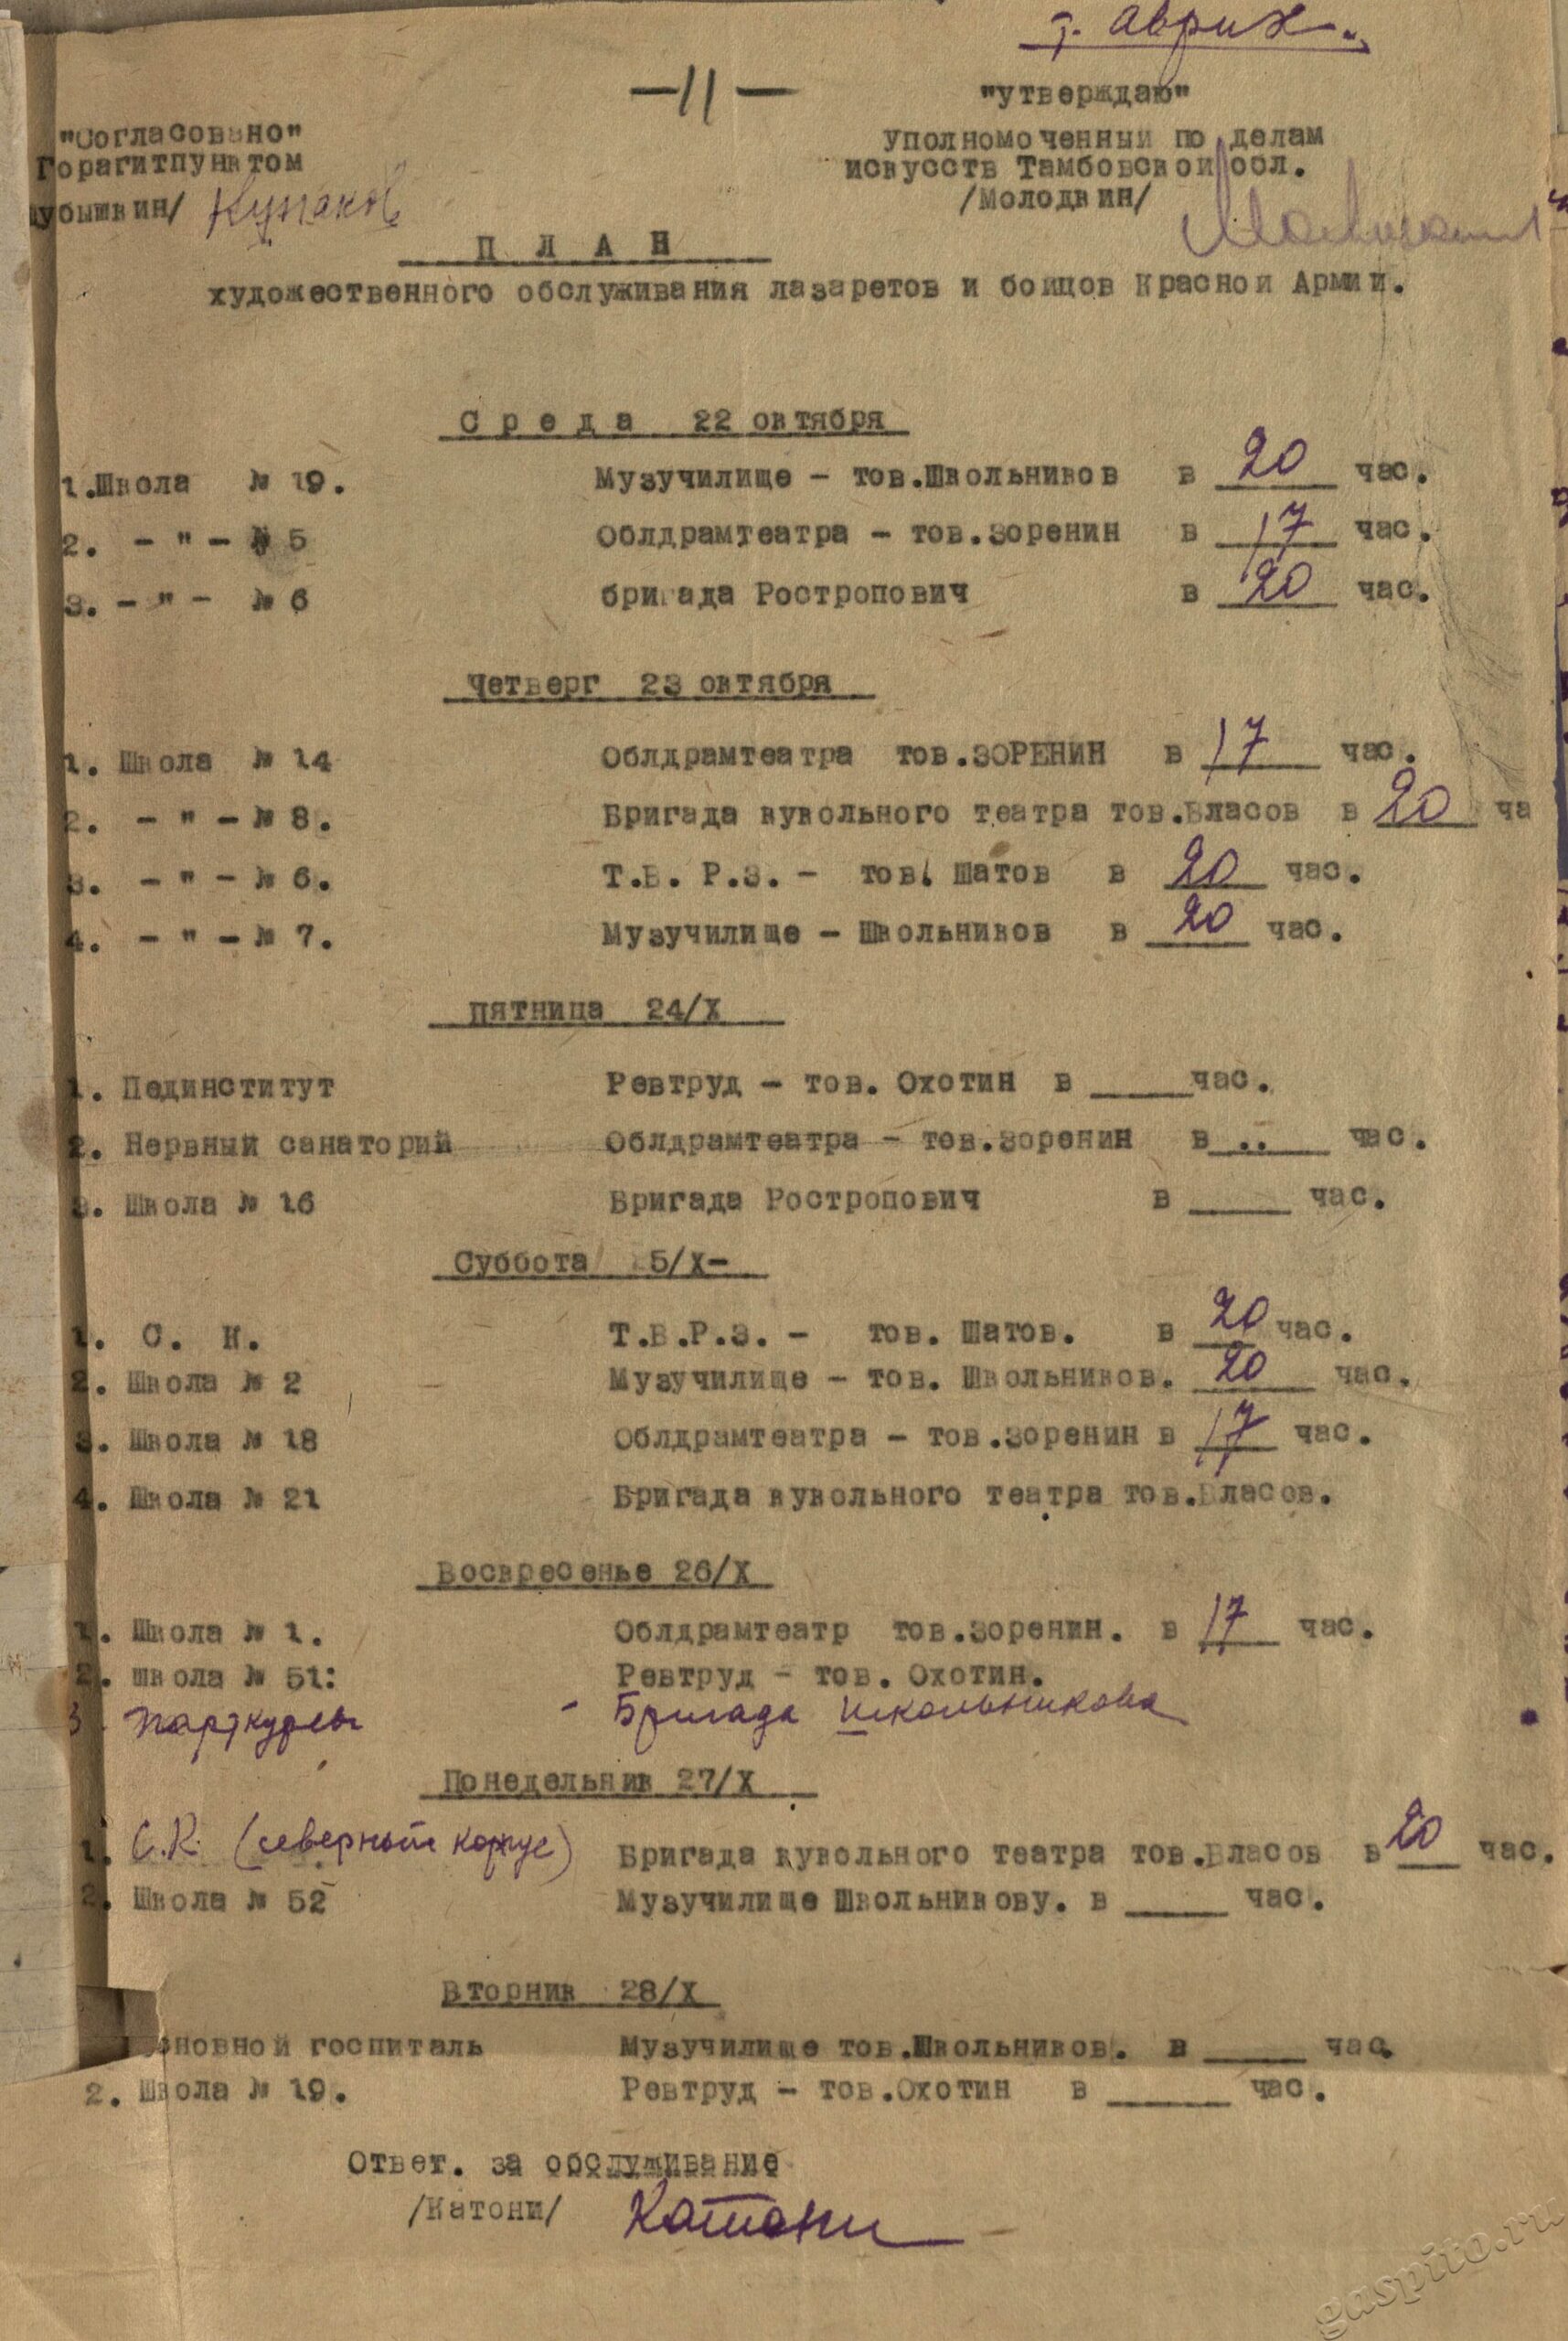 т. Аврих.
—11—
"утверждаю"
"Согласовано"
Уполномоченный по делам
Горагитпунктом
искусств Тамбовской обл.
/Молодкин/
П Л А Н
художественного обслуживания лазаретов и бойцов Красной Армии.
С р е д а 22 октября
1.Школа № 19. Музучилище - тов.Школьников в 20 час.
2. - " - № 5 Облдрамтеатра - тов.Зоренин в 17 час.
3. - " - № 6 бригада Ростропович в 20 час.
Четверг 23 октября
1. Школа № 14 Облдрамтеатра тов.ЗОРЕНИН в 17 час.
2. - " - № 8. Бригада кукольного театра тов.Власов в 20 ча
3. - " - № 6. Т.В. Р.З. - тов. Шатов в 20 час.
4. - " - № 7. Музучилище - Школьников в 20 час.
пятница 24/X
1. Пединститут Ревтруд - тов. Охотин в ____час.
2. Нервный санаторий Облдрамтеатра - тов.Зоренин в_..__ час.
3. Школа № 16 Бригада Ростропович в ____ час.
Суббота 25/X-
1. С. К. Т.В.Р.З. - тов. Шатов. в 20 час.
2. Школа № 2 Музучилище - тов. Школьников. 20 час.
3. Школа № 18 Облдрамтеатра - тов.Зоренин в 17 час.
4. Школа № 21 Бригада кукольного театра тов.Власов.
Воскресенье 26/X
1. Школа № 1. Облдрамтеатр тов.Зоренин. в 17 час.
2. школа № 51: Ревтруд - тов. Охотин.
3 Парткурсы - Бригада Школьникова
Понедельник 27/X
1. С.К. (северный корпус) Бригада кукольного театра тов.Власов в 20 час.
2. Школа № 52 Музучилище Школьникову. в ____ час.
Вторник 28/X
сновной госпиталь Музучилище тов.Школьников. в ____ час.
2. Школа № 19. Ревтруд - тов.Охотин в _____ час.
Ответ. за обслуживание
/Катони/ Катони
gaspito.ru